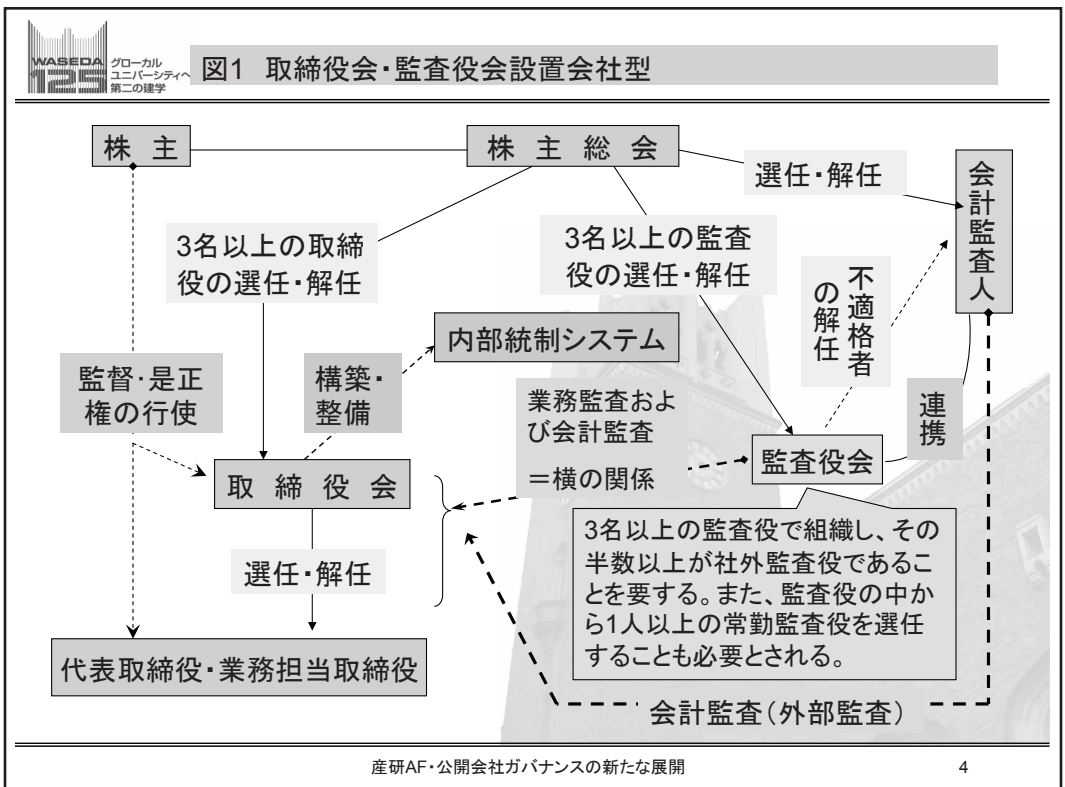 WASEDA
125
グローカル
ユニバーシティへ
第二の建学
図1 取締役会・監査役会設置会社型
株 主
株 主 総 会
選任・解任
会計監査人
3名以上の取締
役の選任・解任
3名以上の監査
役の選任・解任
不適格者
の解任
内部統制システム
監督・是正
権の行使
構築・
整備
業務監査およ
び会計監査
＝横の関係
連携
監査役会
取 締 役 会
3名以上の監査役で組織し、その
半数以上が社外監査役であるこ
とを要する。また、監査役の中か
ら1人以上の常勤監査役を選任
することも必要とされる。
選任・解任
代表取締役・業務担当取締役
会計監査（外部監査）
産研AF・公開会社ガバナンスの新たな展開
4